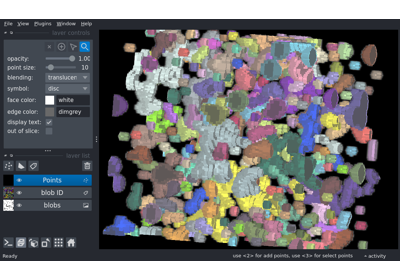 File View Plugins Window Help
layer controls
opacity: 1.00
point size: 10
blending: translucen
symbol: disc
face color: white
edge color: dimgrey
display text:
out of slice:
layer list
Points
blob ID
blobs
Ready
use <2> for add points, use <3> for select points
activity